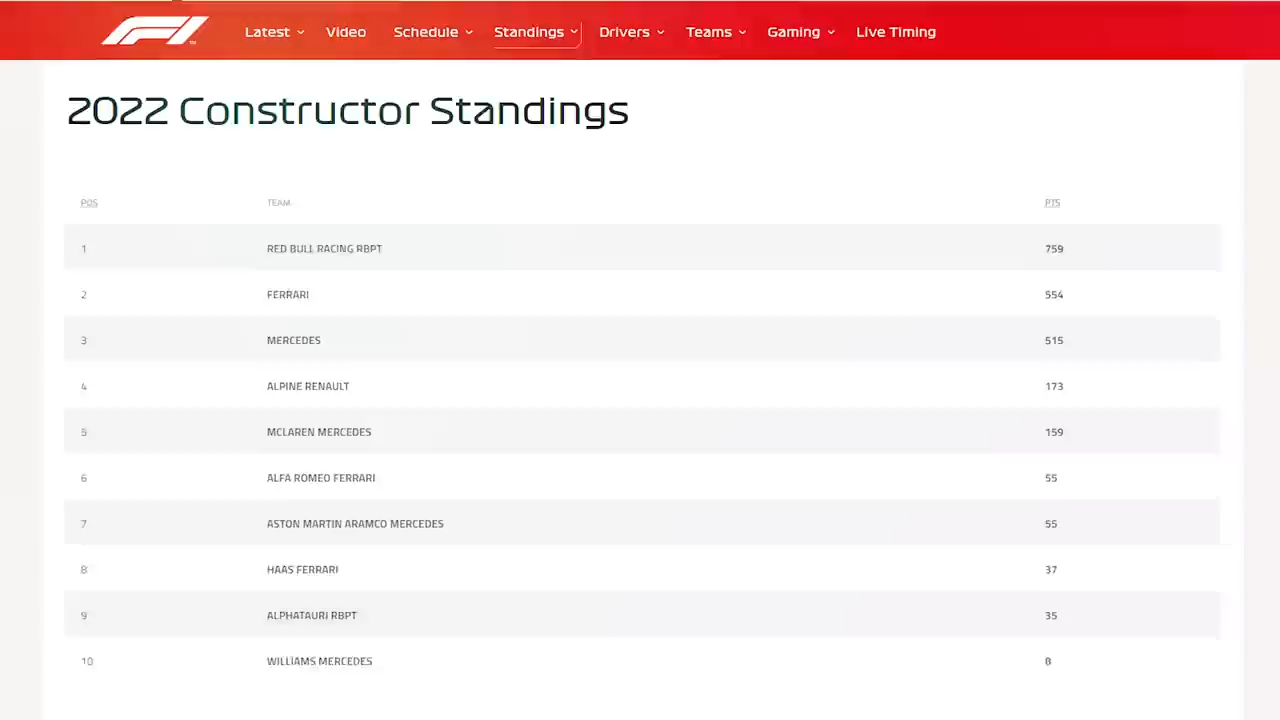 F1 Latest Video Schedule Standings Drivers Teams Gaming Live Timing
2022 Constructor Standings
POS TEAM PTS
1 RED BULL RACING RBPT 759
2 FERRARI 554
3 MERCEDES 515
4 ALPINE RENAULT 173
5 MCLAREN MERCEDES 159
6 ALFA ROMEO FERRARI 55
7 ASTON MARTIN ARAMCO MERCEDES 55
8 HAAS FERRARI 37
9 ALPHATAURI RBPT 35
10 WILLIAMS MERCEDES 8